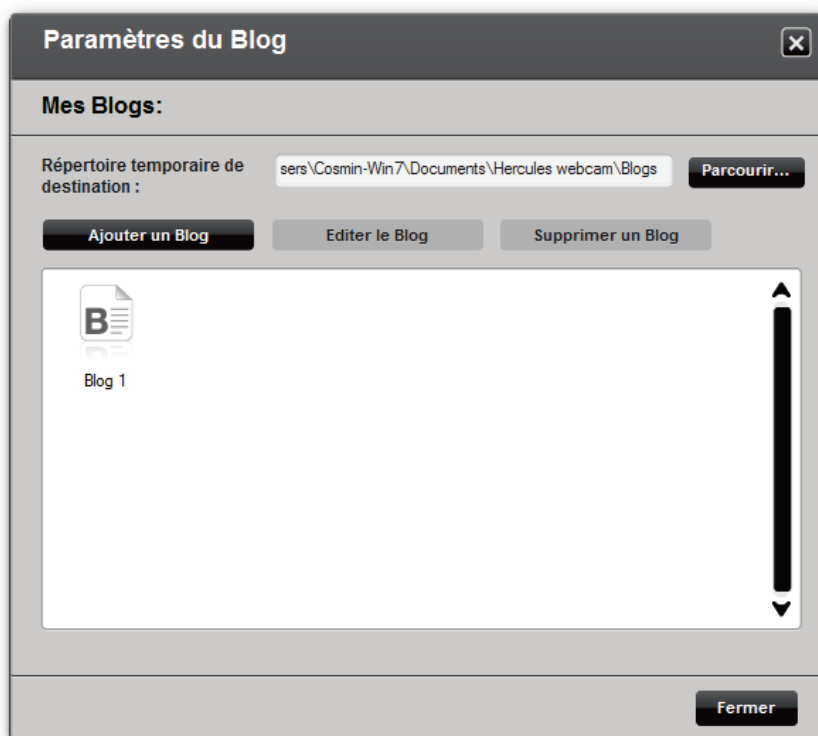 Paramètres du Blog
Mes Blogs:
Répertoire temporaire de
destination :
sers\Cosmin-Win7\Documents\Hercules webcam\Blogs
Parcourir...
Ajouter un Blog
Editer le Blog
Supprimer un Blog
B
Blog 1
Fermer